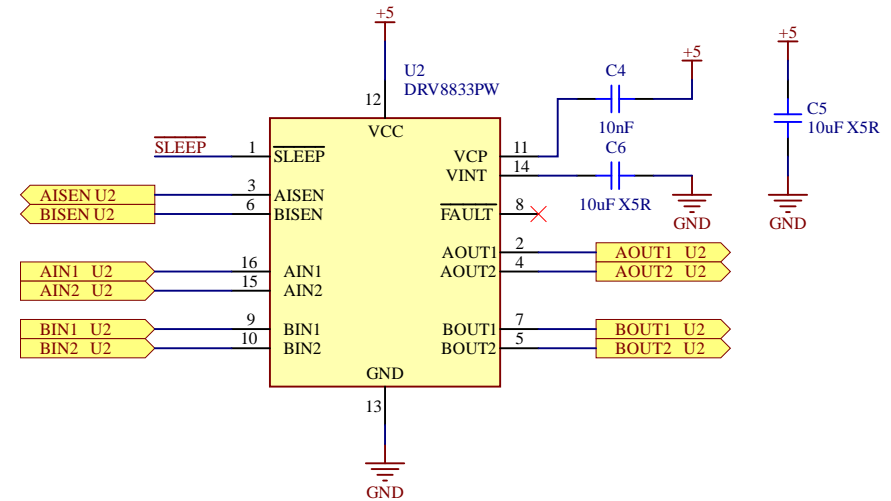 +5
U2
DRV8833PW
12
VCC
SLEEP
1
SLEEP
AISEN U2
3
AISEN
BISEN U2
6
BISEN
AIN1 U2
16
AIN1
AIN2 U2
15
AIN2
BIN1 U2
9
BIN1
BIN2 U2
10
BIN2
GND
13
GND
VCP
11
VINT
14
FAULT
8
AOUT1
2
AOUT1 U2
AOUT2
4
AOUT2 U2
BOUT1
7
BOUT1 U2
BOUT2
5
BOUT2 U2
C4
10nF
+5
C6
10uF X5R
GND
+5
C5
10uF X5R
GND